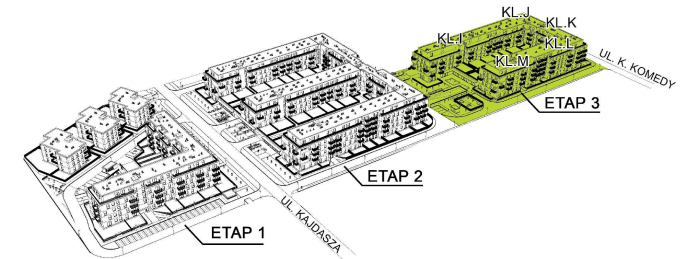 KL.J
KL.K
KL.I
KL.L
KL.M
UL. K. KOMEDY
ETAP 3
ETAP 2
UL. KAJDASZA
ETAP 1